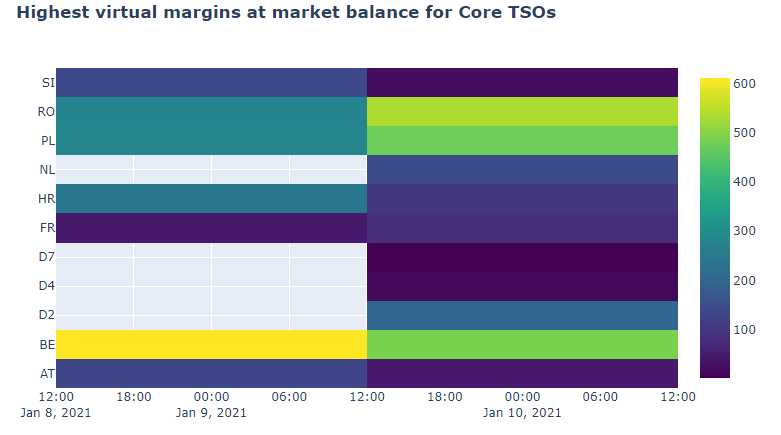 Highest virtual margins at market balance for Core TSOs
SI
RO
PL
NL
HR
FR
D7
D4
D2
BE
AT
600
500
400
300
200
100
12:00 18:00 00:00 06:00 12:00 18:00 00:00 06:00 12:00
Jan 8, 2021 Jan 9, 2021 Jan 10, 2021